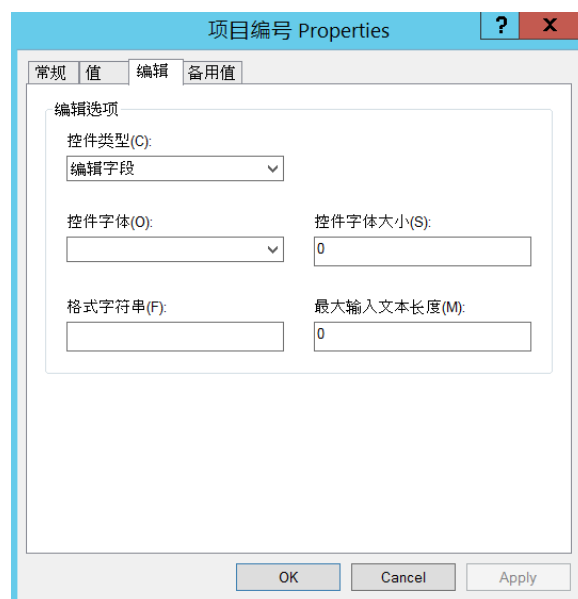 项目编号 Properties
? x
常规 值 编辑 备用值
编辑选项
控件类型(C):
编辑字段
控件字体(O): 控件字体大小(S):
0
格式字符串(F): 最大输入文本长度(M):
0
OK Cancel Apply